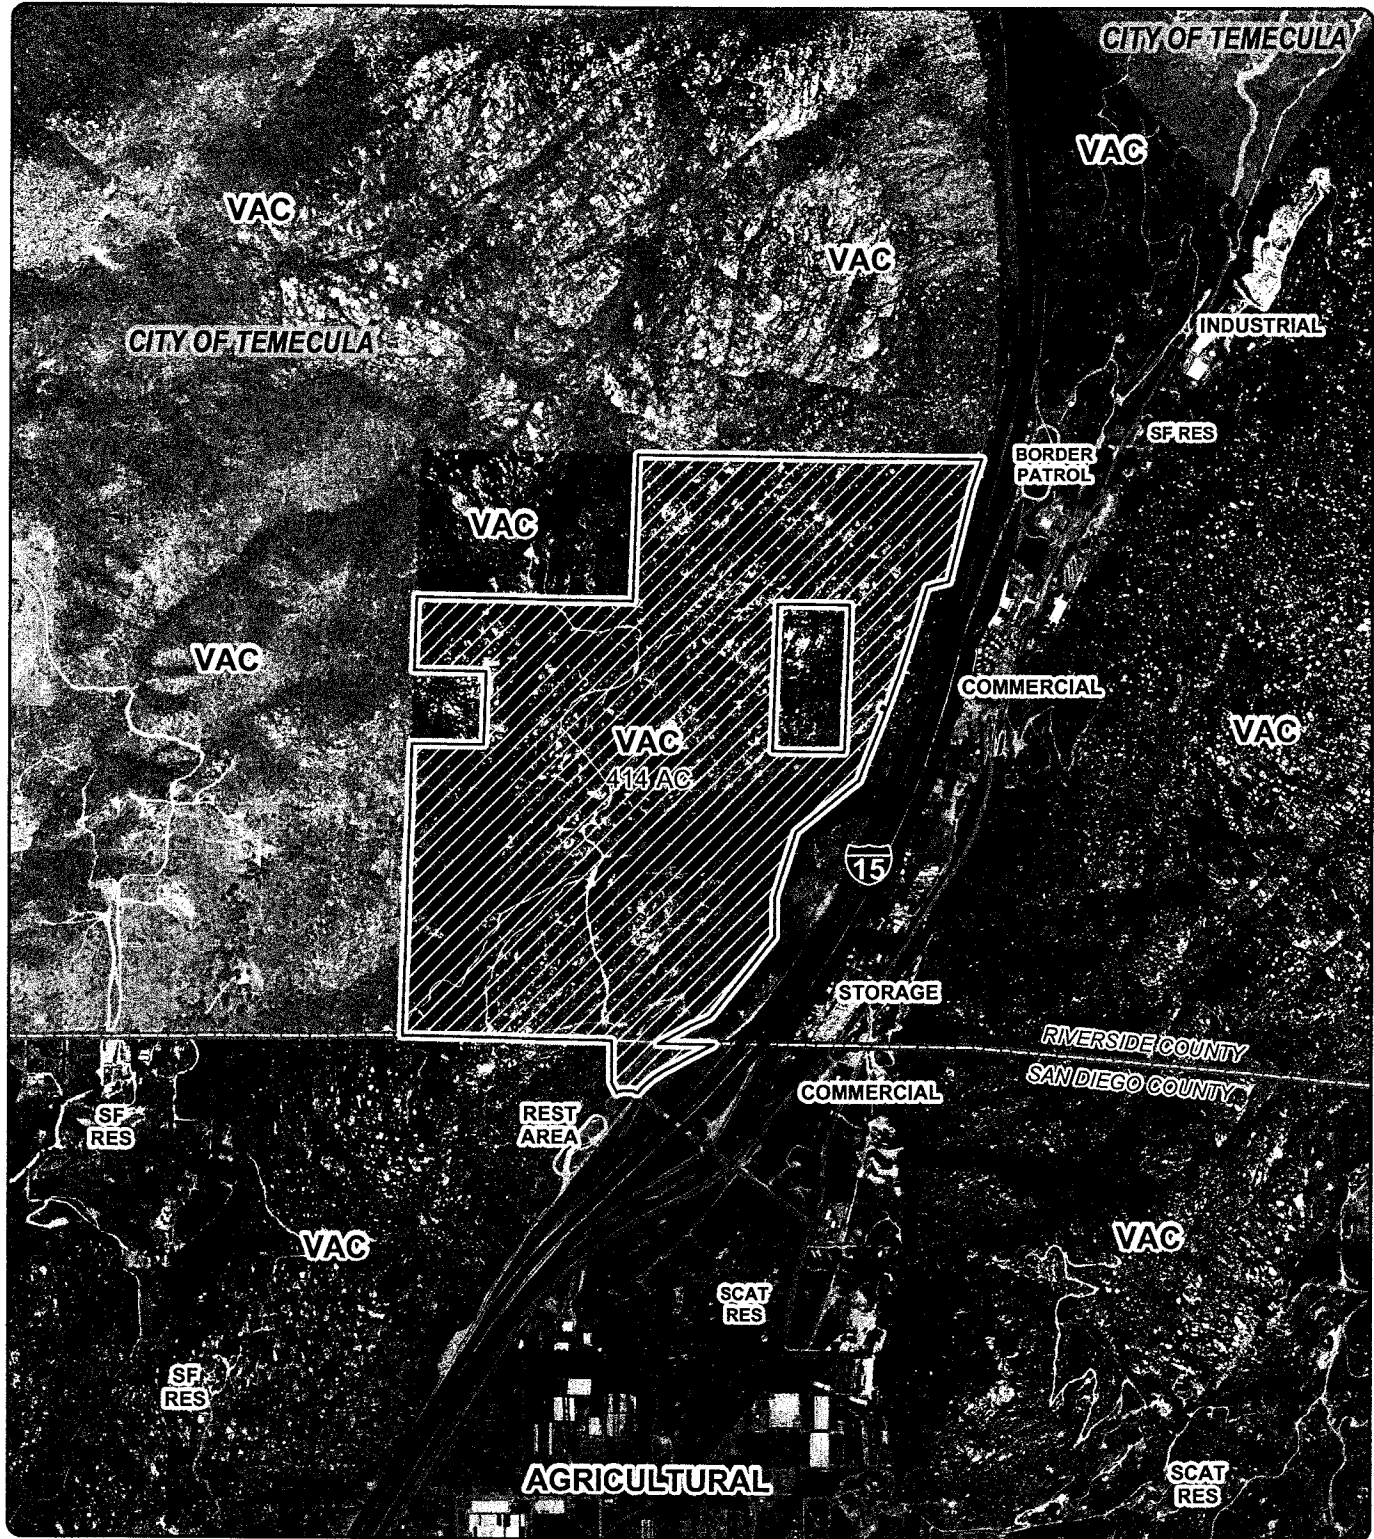 CITY OF TEMECULA
VAC
VAC
VAC
INDUSTRIAL
CITY OF TEMECULA
SF RES
BORDER
PATROL
VAC
VAC
COMMERCIAL
VAC
VAC
414 AC
15
STORAGE
RIVERSIDE COUNTY
SAN DIEGO COUNTY
COMMERCIAL
REST
AREA
SF
RES
VAC
VAC
SCAT
RES
SF
RES
AGRICULTURAL
SCAT
RES